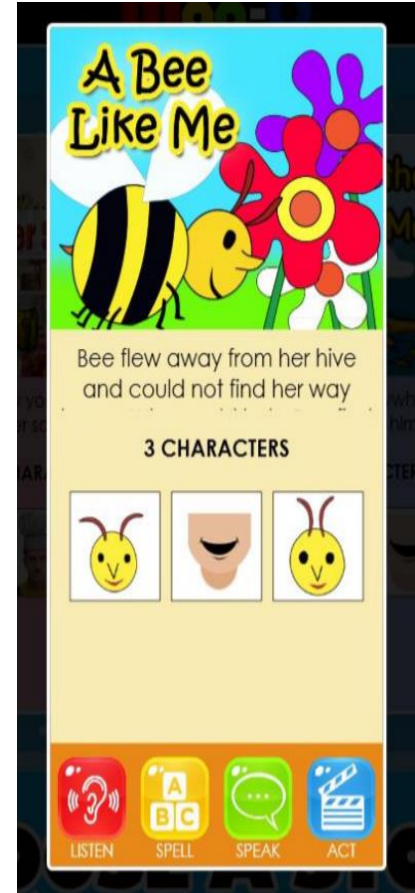 A Bee
Like Me
Bee flew away from her hive
and could not find her way
3 CHARACTERS
A
B C
LISTEN
SPELL
SPEAK
ACT